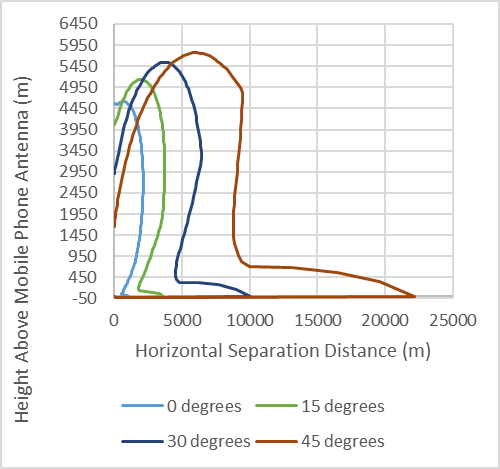 Height Above Mobile Phone Antenna (m)
6450
5950
5450
4950
4450
3950
3450
2950
2450
1950
1450
950
450
-50
0 5000 10000 15000 20000 25000
Horizontal Separation Distance (m)
0 degrees 15 degrees
30 degrees 45 degrees